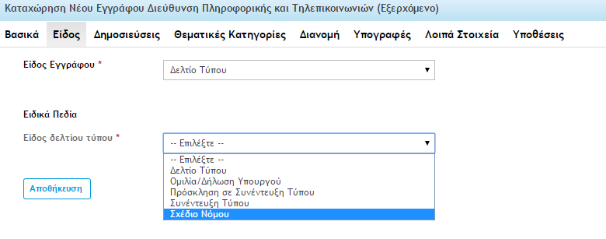 Καταχώρηση Νέου Εγγράφου Διεύθυνση Πληροφορικής και Τηλεπικοινωνιών (Εξερχόμενο)
Βασικά Είδος Δημοσιεύσεις Θεματικές Κατηγορίες Διανομή Υπογραφές Λοιπά Στοιχεία Υποθέσεις
Είδος Εγγράφου * Δελτίο Τύπου
Ειδικά Πεδία
Είδος δελτίου τύπου * -- Επιλέξτε --
-- Επιλέξτε --
Δελτίο Τύπου
Ομιλία/Δήλωση Υπουργού
Πρόσκληση σε Συνέντευξη Τύπου
Συνέντευξη Τύπου
Σχέδιο Νόμου
Αποθήκευση